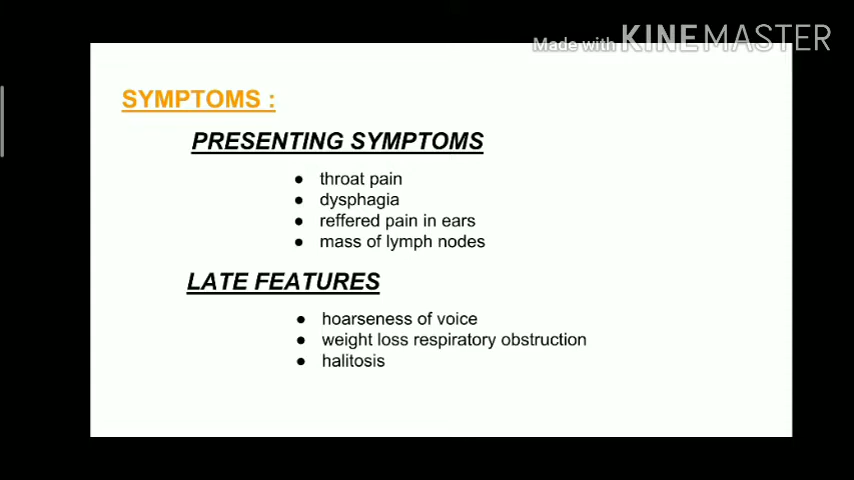 Made with KINEMASTER
SYMPTOMS :
PRESENTING SYMPTOMS
● throat pain
● dysphagia
● reffered pain in ears
● mass of lymph nodes
LATE FEATURES
● hoarseness of voice
● weight loss respiratory obstruction
● halitosis